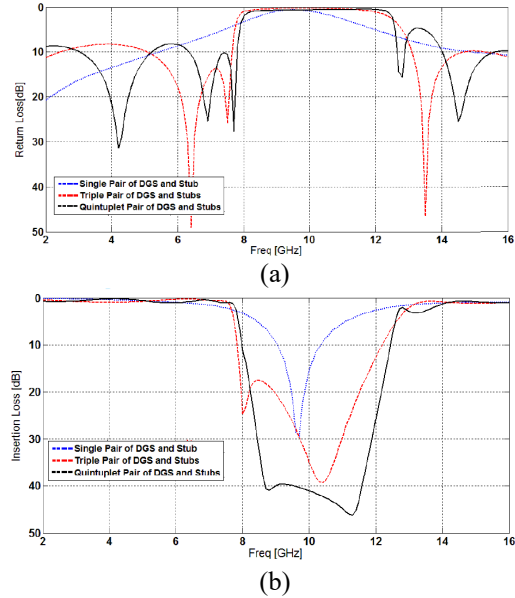 0
10
20
30
40
50
Return Loss[dB]
Single Pair of DGS and Stub
Triple Pair of DGS and Stubs
Quintuplet Pair of DGS and Stubs
2 4 6 8 10 12 14 16
Freq [GHz]
(a)
0
10
20
30
40
50
Insertion Loss [dB]
Single Pair of DGS and Stub
Triple Pair of DGS and Stubs
Quintuplet Pair of DGS and Stubs
2 4 6 8 10 12 14 16
Freq [GHz]
(b)